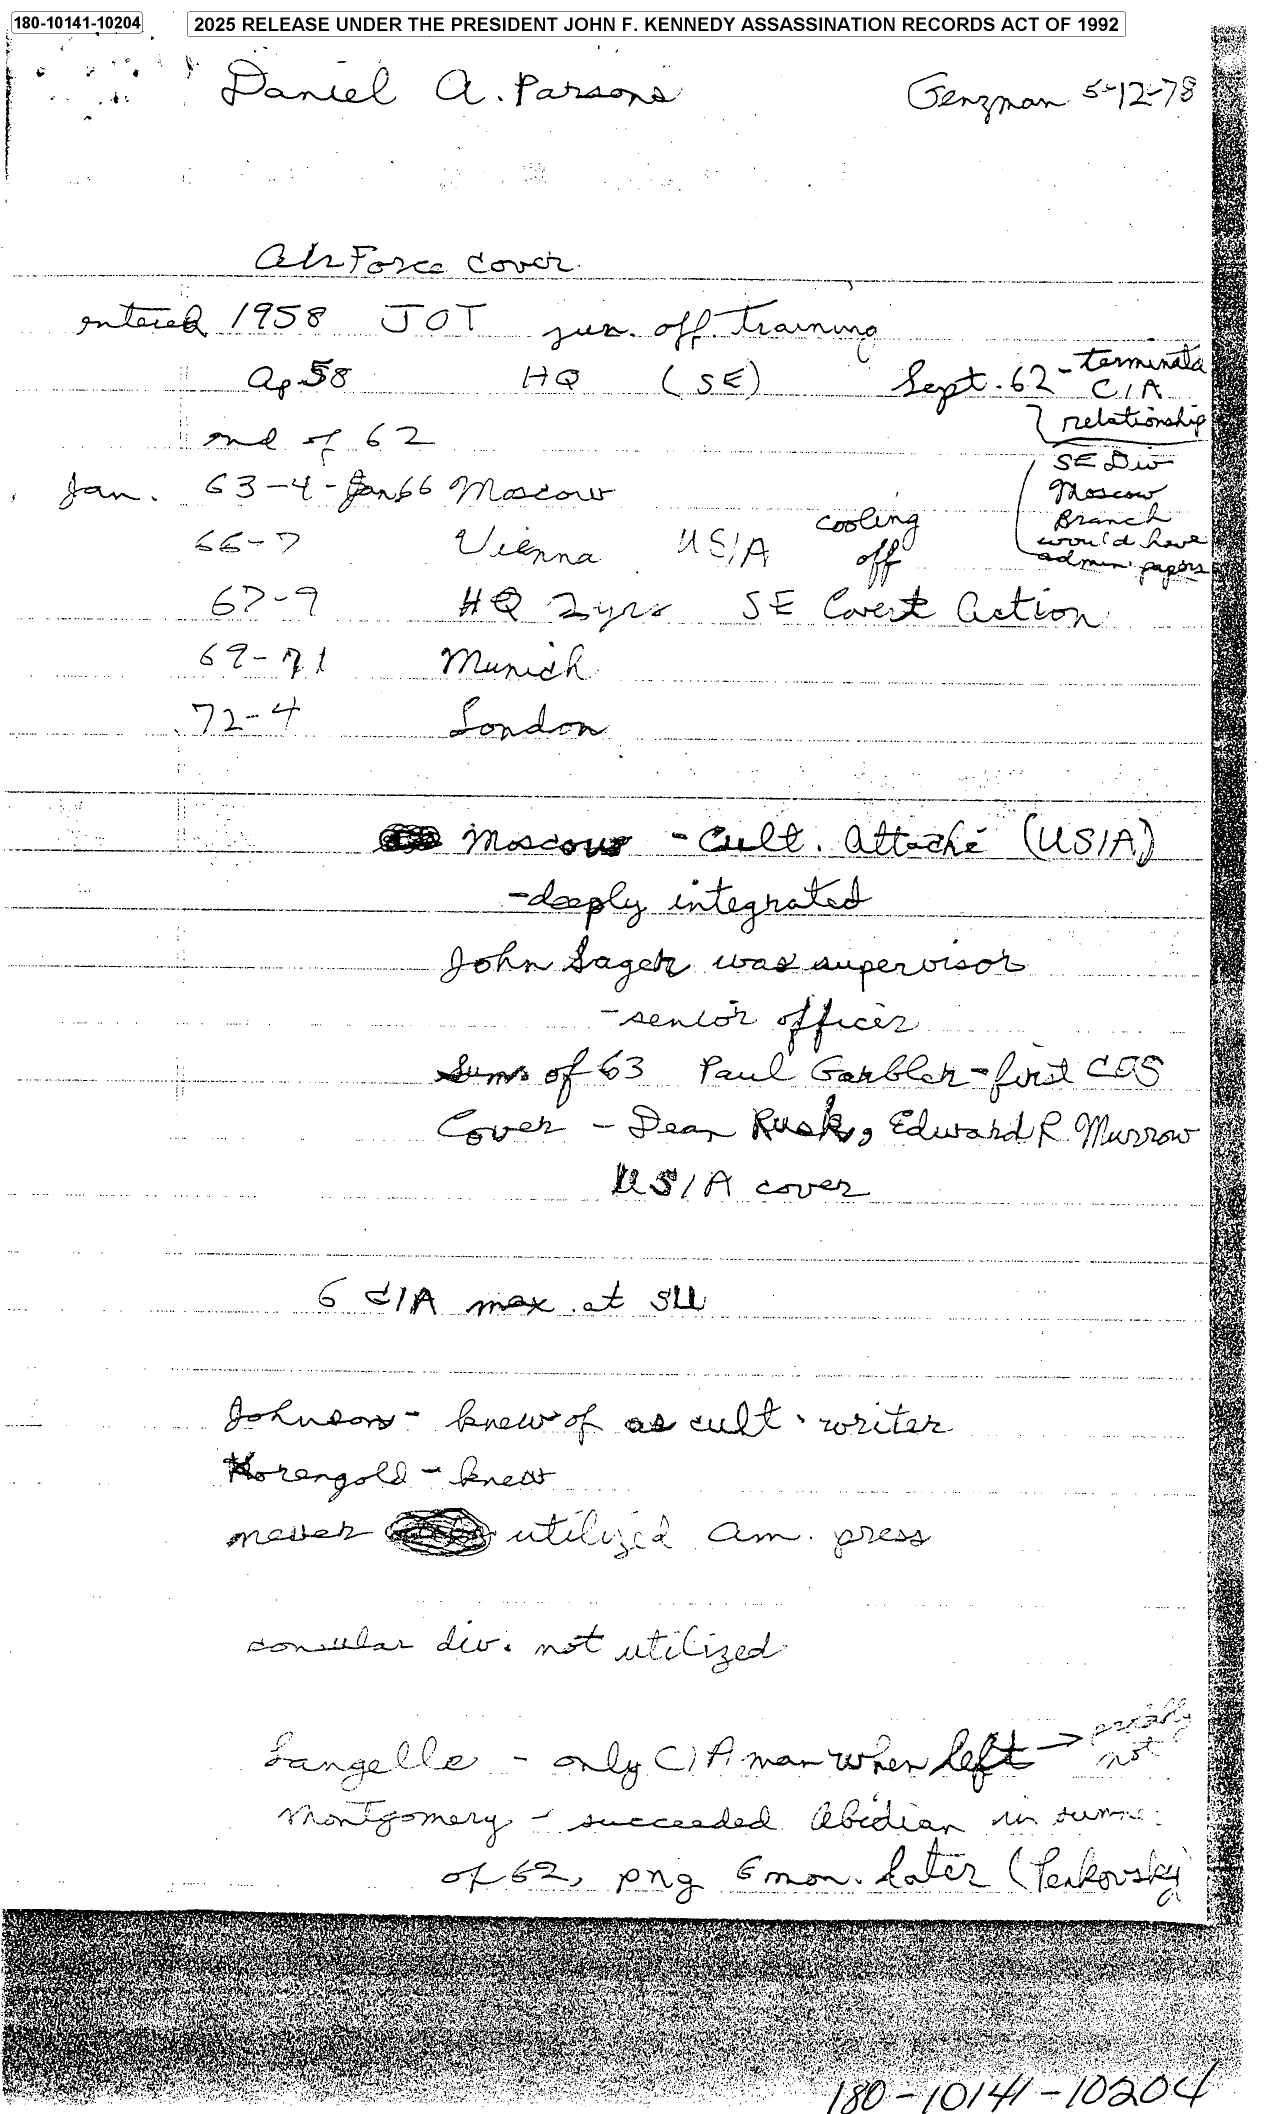 180-10141-10204
2025 RELEASE UNDER THE PRESIDENT JOHN F. KENNEDY ASSASSINATION RECORDS ACT OF 1992
Daniel A. Parsons
Genzman 5-12-78
Air Force cover
entered 1958 JOT jun. off. training
Ap 58 HQ (SE) Sept. 62 - terminate
CIA
relationship
end of 62
SE Div
Moscow
Branch
would have
admin papers
Jan. 63-4-Jan 66 Moscow
66-7 Vienna USIA cooling
off
67-9 HQ 2 yrs SE Covert Action
69-71 Munich
72-4 London
Moscow - Cult. Attaché (USIA)
-deeply integrated
John Sager was supervisor
-senior officer
Sum. of 63 Paul Garbler - first COS
Cover - Dean Rusk, Edward R. Murrow
USIA cover
6 CIA max. at SU
Johnson - knew of as cult. writer
Korengold - knew
never utilized Am. press
consular div. not utilized
Langelle - only CIA man when left → probably
not
Montgomery - succeeded Abidian in summ.
of 62, png 6 mon. later (Penkovsky)
180-10141-10204